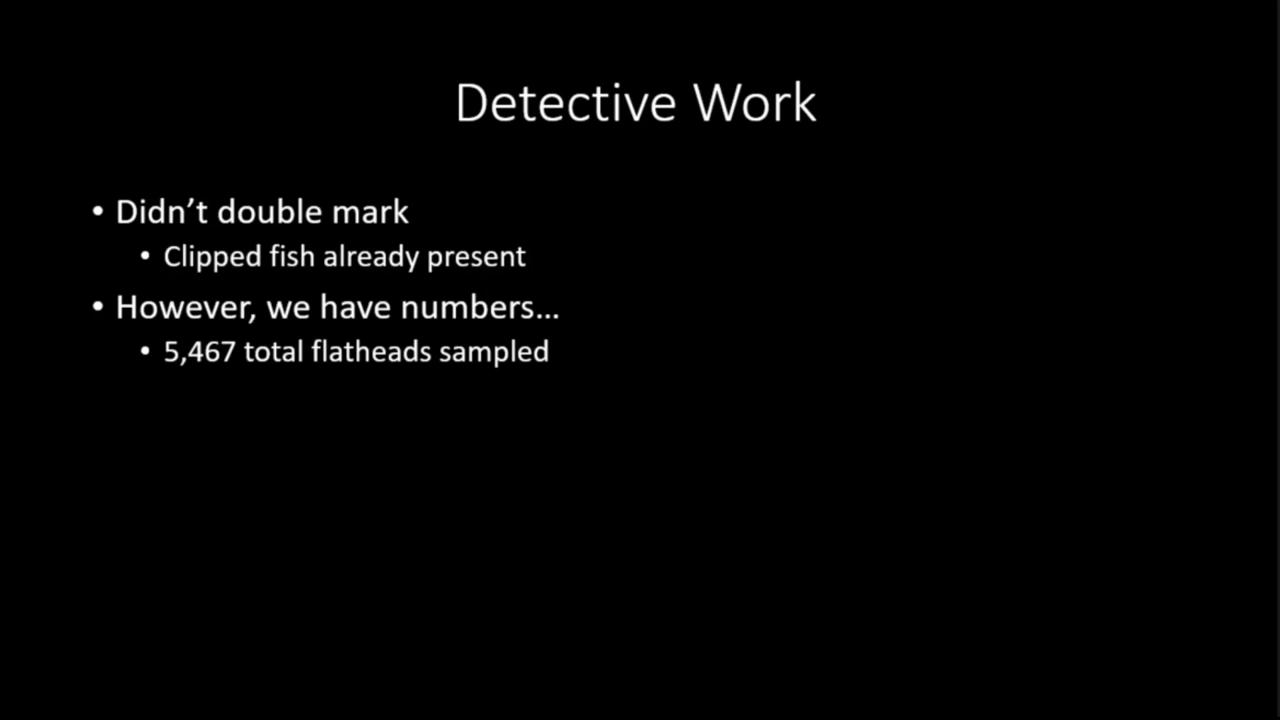 Detective Work
• Didn’t double mark
• Clipped fish already present
• However, we have numbers…
• 5,467 total flatheads sampled